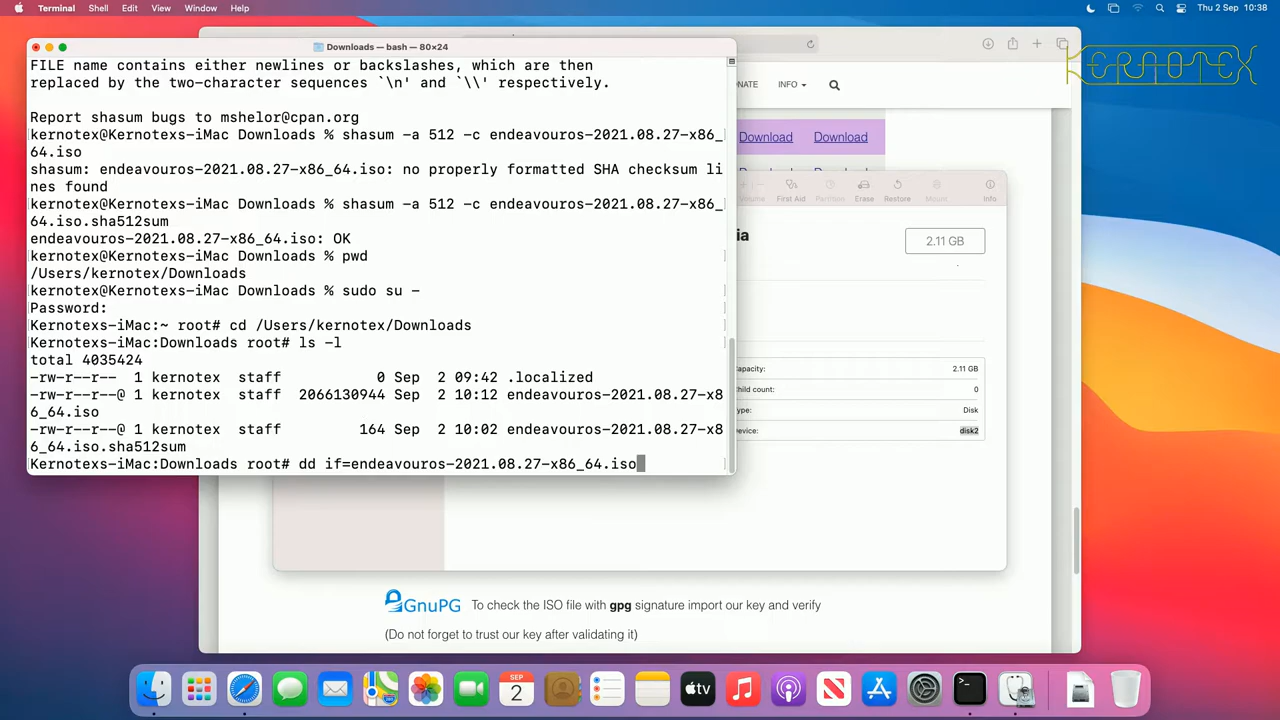 Terminal Shell Edit View Window Help
Thu 2 Sep 10:38
Downloads — bash — 80×24
FILE name contains either newlines or backslashes, which are then
replaced by the two-character sequences `\n' and `\\' respectively.
Report shasum bugs to mshelor@cpan.org
kernotex@Kernotexs-iMac Downloads % shasum -a 512 -c endeavouros-2021.08.27-x86_
64.iso
shasum: endeavouros-2021.08.27-x86_64.iso: no properly formatted SHA checksum li
nes found
kernotex@Kernotexs-iMac Downloads % shasum -a 512 -c endeavouros-2021.08.27-x86_
64.iso.sha512sum
endeavouros-2021.08.27-x86_64.iso: OK
kernotex@Kernotexs-iMac Downloads % pwd
/Users/kernotex/Downloads
kernotex@Kernotexs-iMac Downloads % sudo su -
Password:
Kernotexs-iMac:~ root# cd /Users/kernotex/Downloads
Kernotexs-iMac:Downloads root# ls -l
total 4035424
-rw-r--r-- 1 kernotex staff 0 Sep 2 09:42 .localized
-rw-r--r--@ 1 kernotex staff 2066130944 Sep 2 10:12 endeavouros-2021.08.27-x8
6_64.iso
-rw-r--r--@ 1 kernotex staff 164 Sep 2 10:02 endeavouros-2021.08.27-x8
6_64.iso.sha512sum
Kernotexs-iMac:Downloads root# dd if=endeavouros-2021.08.27-x86_64.iso
KERNOTEX
ONATE INFO
Download Download
Volume First Aid Partition Erase Restore Mount Info
ia
2.11 GB
Capacity: 2.11 GB
Child count: 0
Type: Disk
Device: disk2
GnuPG To check the ISO file with gpg signature import our key and verify
(Do not forget to trust our key after validating it)
SEP
2
tv